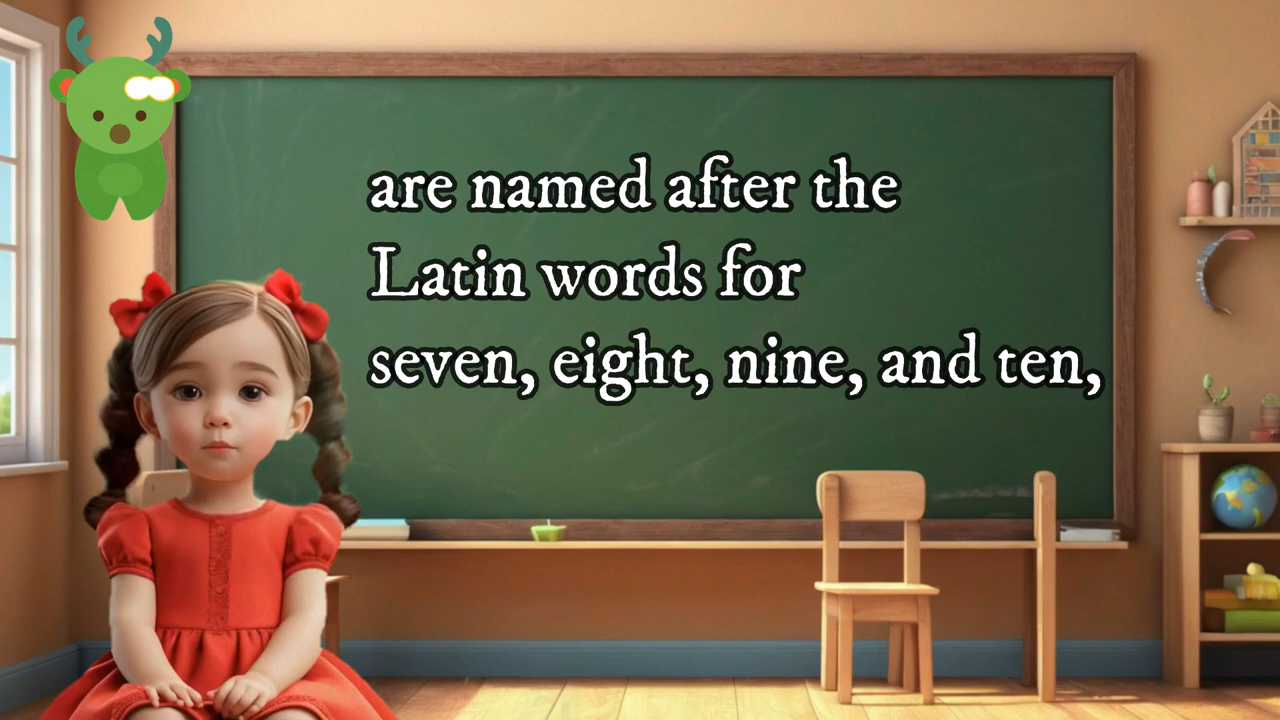 are named after the
Latin words for
seven, eight, nine, and ten,